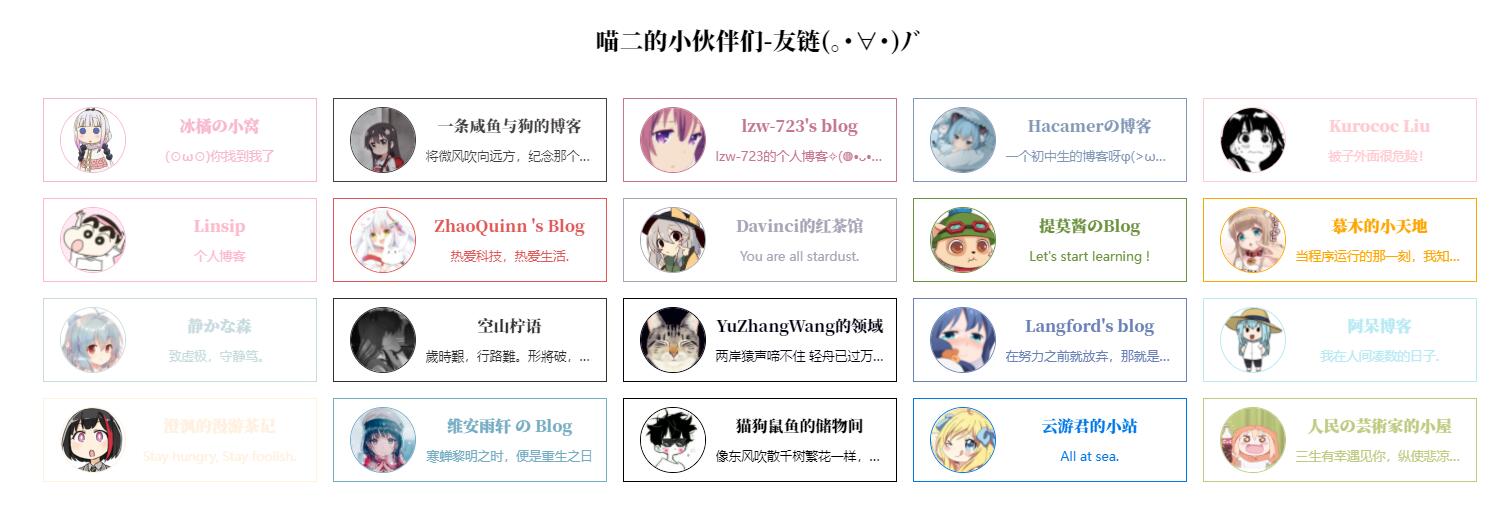 喵二的小伙伴们-友链(｡･∀･)ﾉﾞ
冰橘の小窝
(⊙ω⊙)你找到我了
一条咸鱼与狗的博客
将微风吹向远方，纪念那个...
lzw-723's blog
lzw-723的个人博客✧(◍•ᴗ•...
Hacamerの博客
一个初中生的博客呀φ(>ω...
Kurococ Liu
被子外面很危险！
Linsip
个人博客
ZhaoQuinn 's Blog
热爱科技，热爱生活.
Davinci的红茶馆
You are all stardust.
提莫酱のBlog
Let's start learning !
慕木的小天地
当程序运行的那一刻，我知...
静かな森
致虚极，守静笃。
空山柠语
歲時艱，行路難。形將破，...
YuZhangWang的领域
两岸猿声啼不住 轻舟已过万...
Langford's blog
在努力之前就放弃，那就是...
阿呆博客
我在人间凑数的日子.
澄沨的漫游茶记
Stay hungry, Stay foolish.
维安雨轩 の Blog
寒蝉黎明之时，便是重生之日
猫狗鼠鱼的储物间
像东风吹散千树繁花一样，...
云游君的小站
All at sea.
人民の芸術家的小屋
三生有幸遇见你，纵使悲凉...